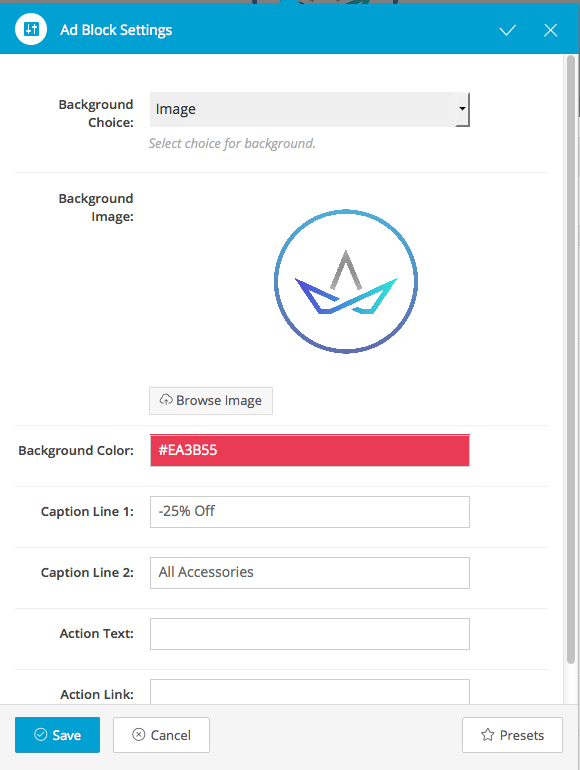 Ad Block Settings
Background
Choice:
Image
Select choice for background.
Background
Image:
Browse Image
Background Color:
#EA3B55
Caption Line 1:
-25% Off
Caption Line 2:
All Accessories
Action Text:
Action Link:
Save
Cancel
Presets